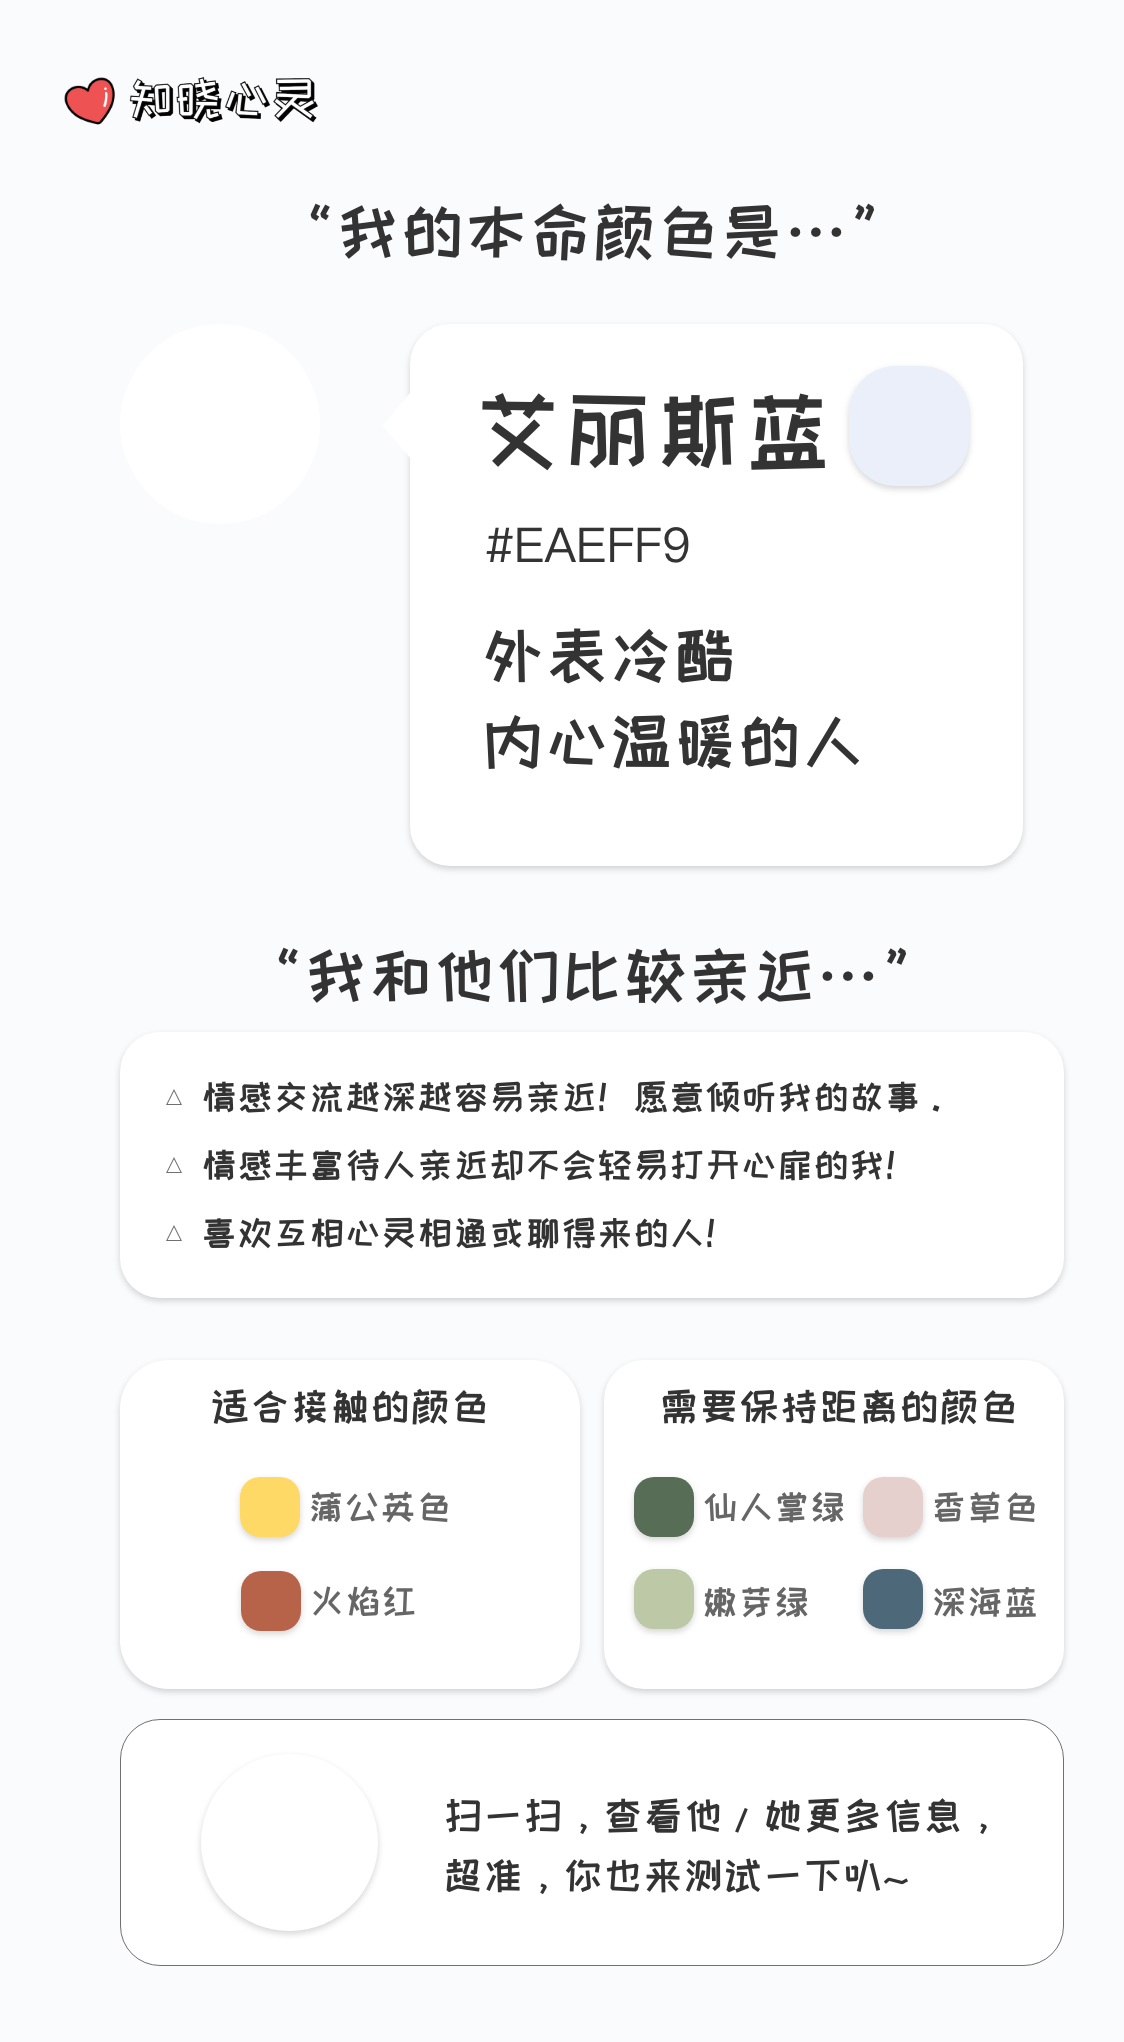 知晓心灵
“我的本命颜色是…”
艾丽斯蓝
#EAEFF9
外表冷酷
内心温暖的人
“我和他们比较亲近…”
△ 情感交流越深越容易亲近！愿意倾听我的故事．
△ 情感丰富待人亲近却不会轻易打开心扉的我！
△ 喜欢互相心灵相通或聊得来的人！
适合接触的颜色
蒲公英色
火焰红
需要保持距离的颜色
仙人掌绿 香草色
嫩芽绿 深海蓝
扫一扫，查看他/她更多信息，
超准，你也来测试一下叭~